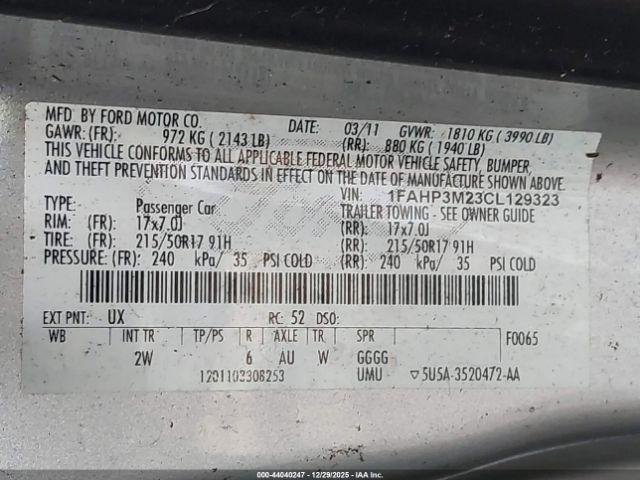 MFD. BY FORD MOTOR CO. DATE: 03/11 GVWR: 1810 KG (3990 LB)
GAWR: (FR): 972 KG (2143 LB) (RR): 880 KG (1940 LB)
THIS VEHICLE CONFORMS TO ALL APPLICABLE FEDERAL MOTOR VEHICLE SAFETY, BUMPER,
AND THEFT PREVENTION STANDARDS IN EFFECT ON THE DATE OF MANUFACTURE SHOWN ABOVE.
VIN: 1FAHP3M23CL129323
TYPE: Passenger Car TRAILER TOWING - SEE OWNER GUIDE
RIM: (FR): 17x7.0J (RR): 17x7.0J
TIRE: (FR): 215/50R17 91H (RR): 215/50R17 91H
PRESSURE: (FR): 240 kPa/ 35 PSI COLD (RR): 240 kPa/ 35 PSI COLD
EXT PNT: UX RC: 52 DSO:
WB INT TR TP/PS R AXLE TR SPR F0065
2W 6 AU W GGGG
1201103308253 UMU ▽5U5A-3520472-AA
000-44040247 - 12/29/2025 - © IAA Holdings, LLC